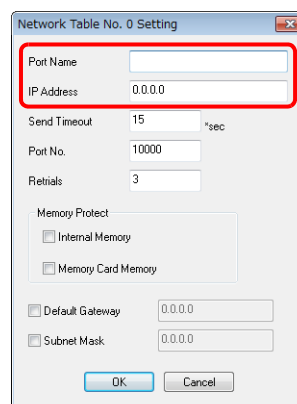 Network Table No. 0 Setting
Port Name
IP Address 0.0.0.0
Send Timeout 15 *sec
Port No. 10000
Retrials 3
Memory Protect
Internal Memory
Memory Card Memory
Default Gateway 0.0.0.0
Subnet Mask 0.0.0.0
OK Cancel